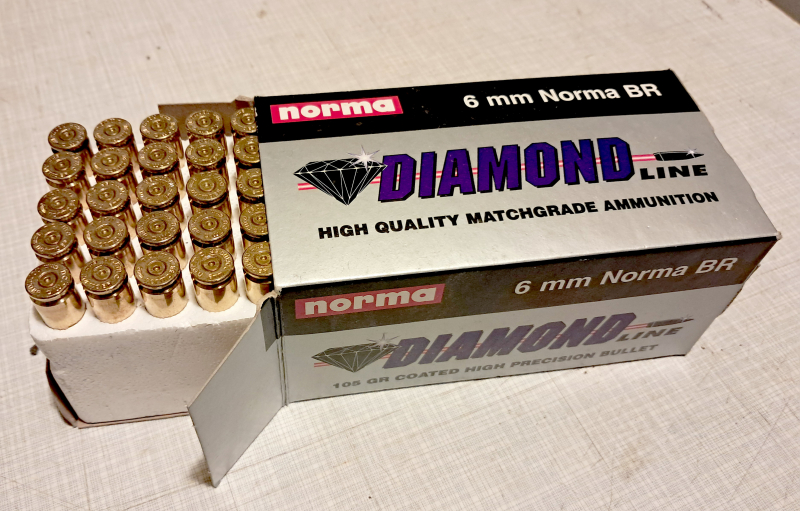 norma
6 mm Norma BR
DIAMOND
LINE
HIGH QUALITY MATCHGRADE AMMUNITION
norma
6 mm Norma BR
DIAMOND
LINE
105 GR COATED HIGH PRECISION BULLET